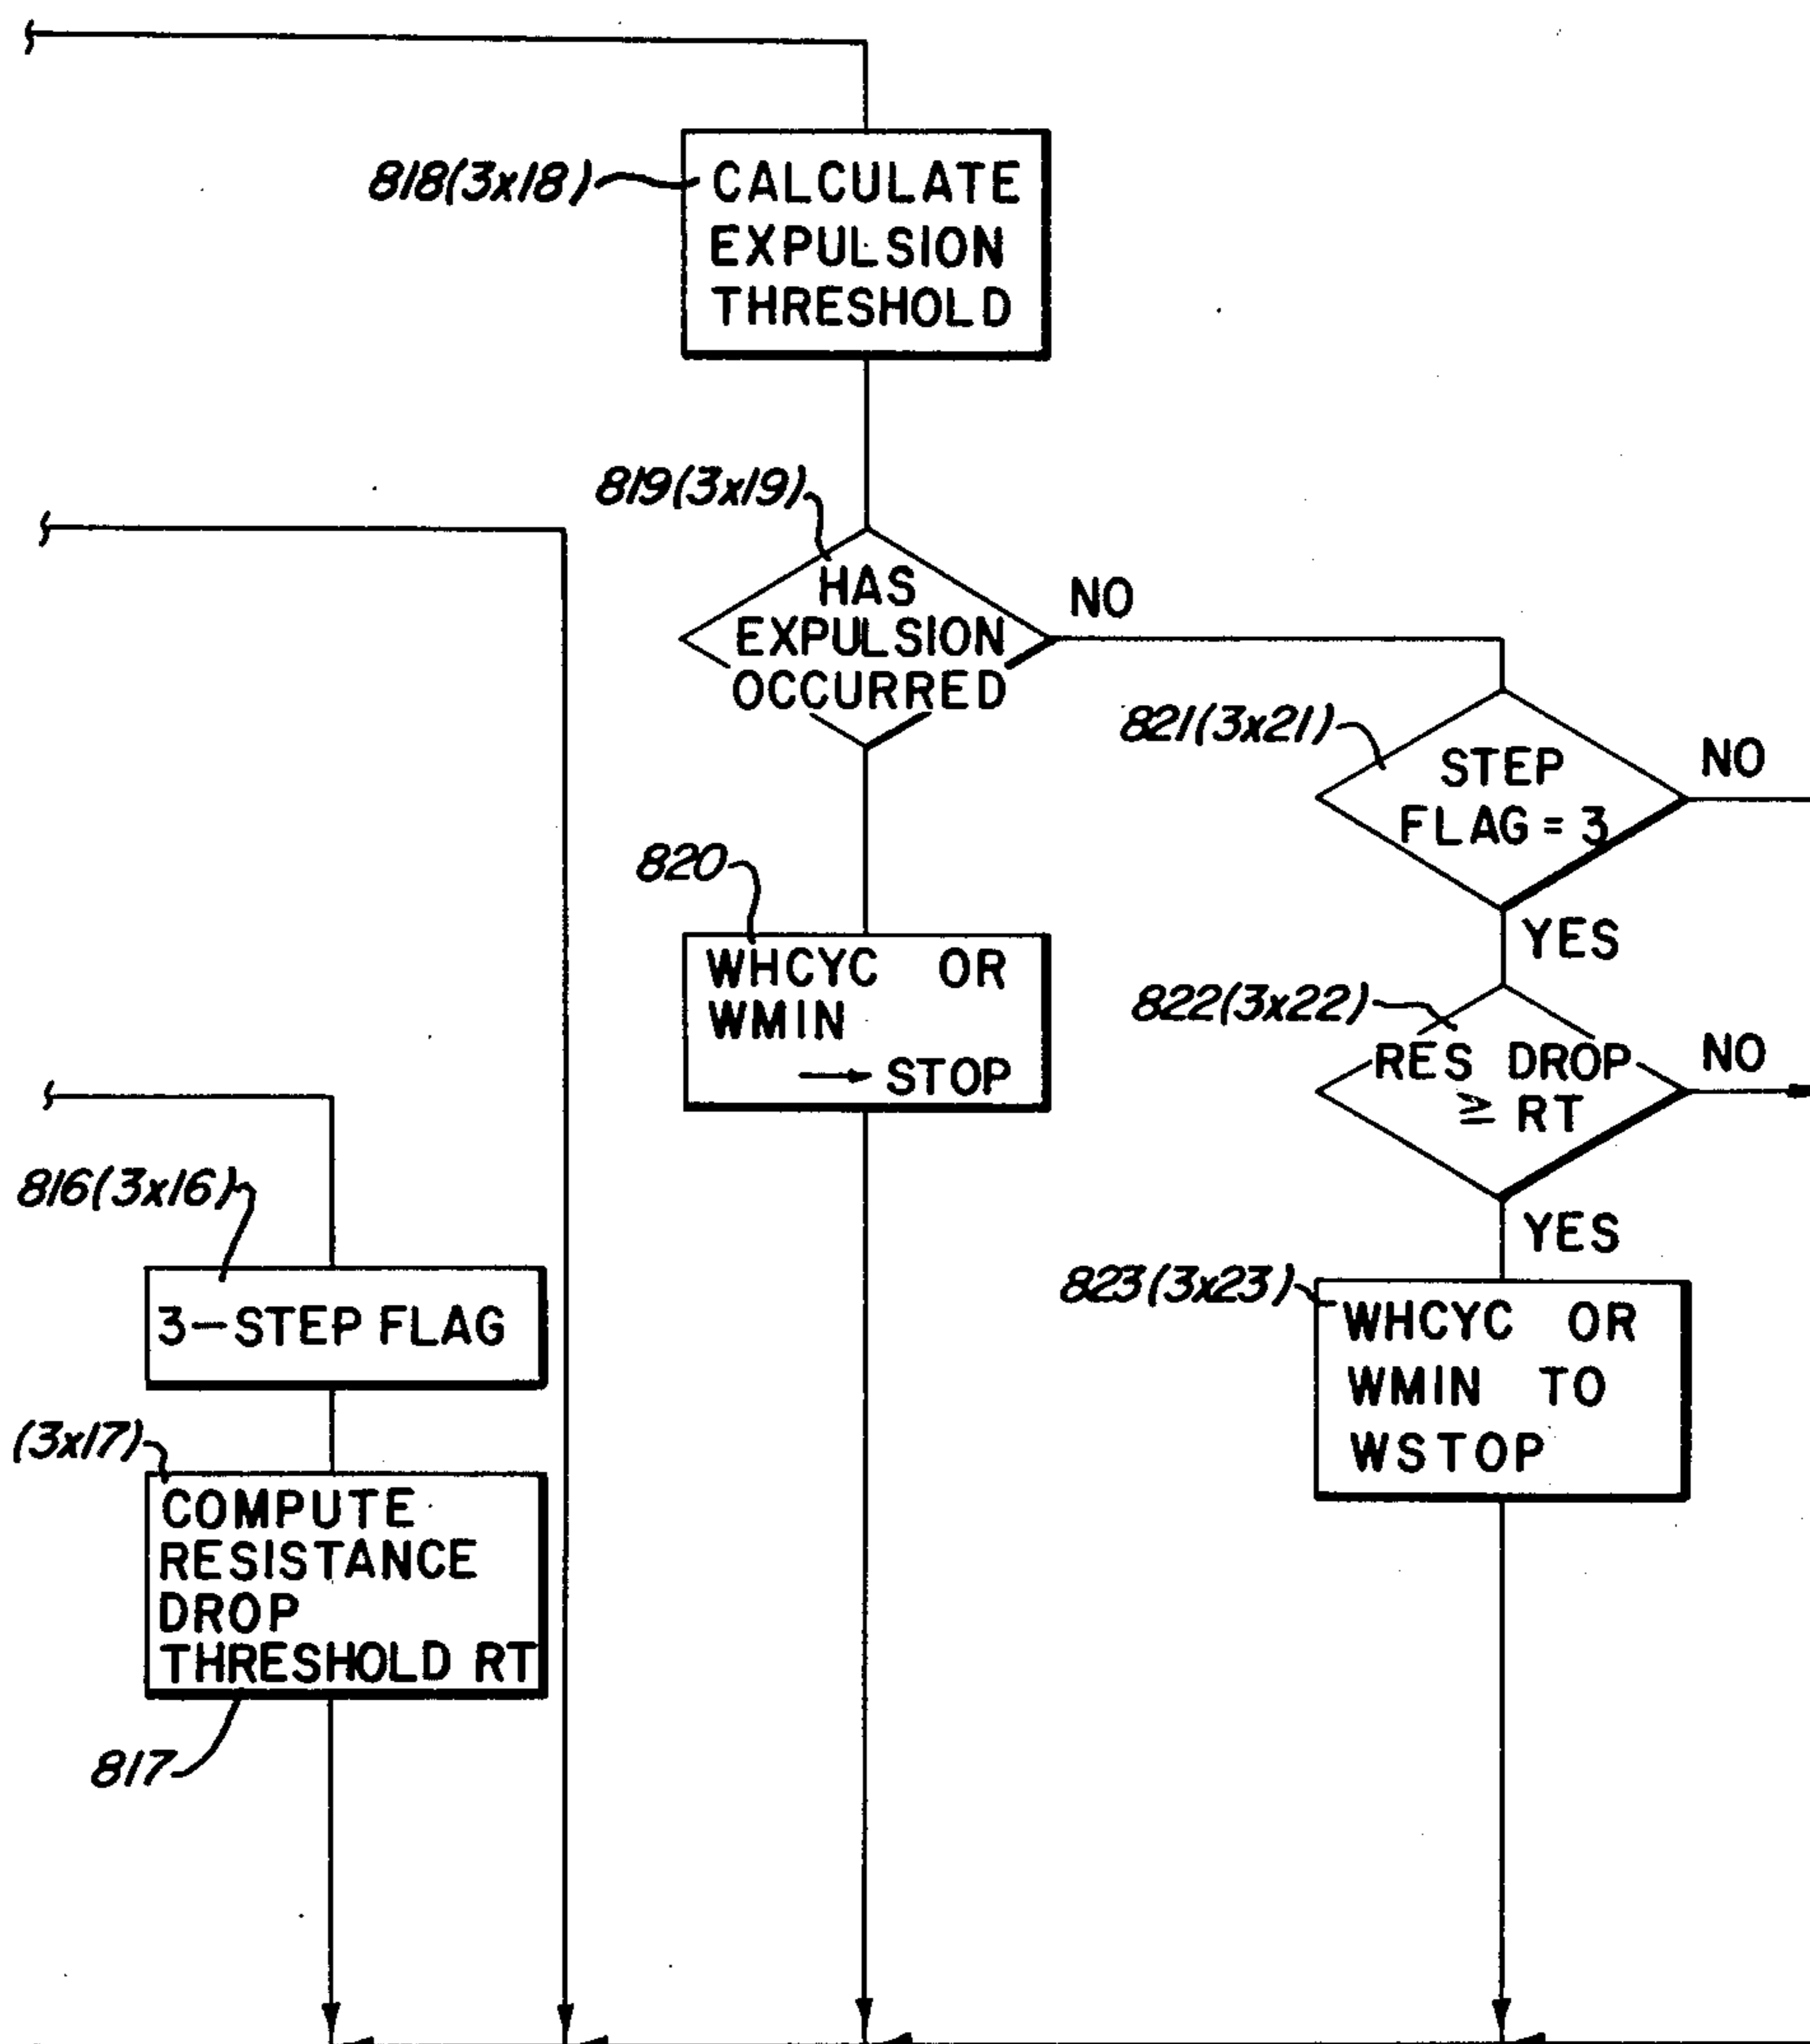 818(3x18)
CALCULATE
EXPULSION
THRESHOLD
819(3x19)
HAS
EXPULSION
OCCURRED
NO
821(3x21)
STEP
FLAG = 3
NO
YES
820
WHCYC OR
WMIN
→ STOP
822(3x22)
RES DROP
≥ RT
NO
YES
816(3x16)
3-STEP FLAG
823(3x23)
WHCYC OR
WMIN TO
WSTOP
(3x17)
COMPUTE
RESISTANCE
DROP
THRESHOLD RT
817